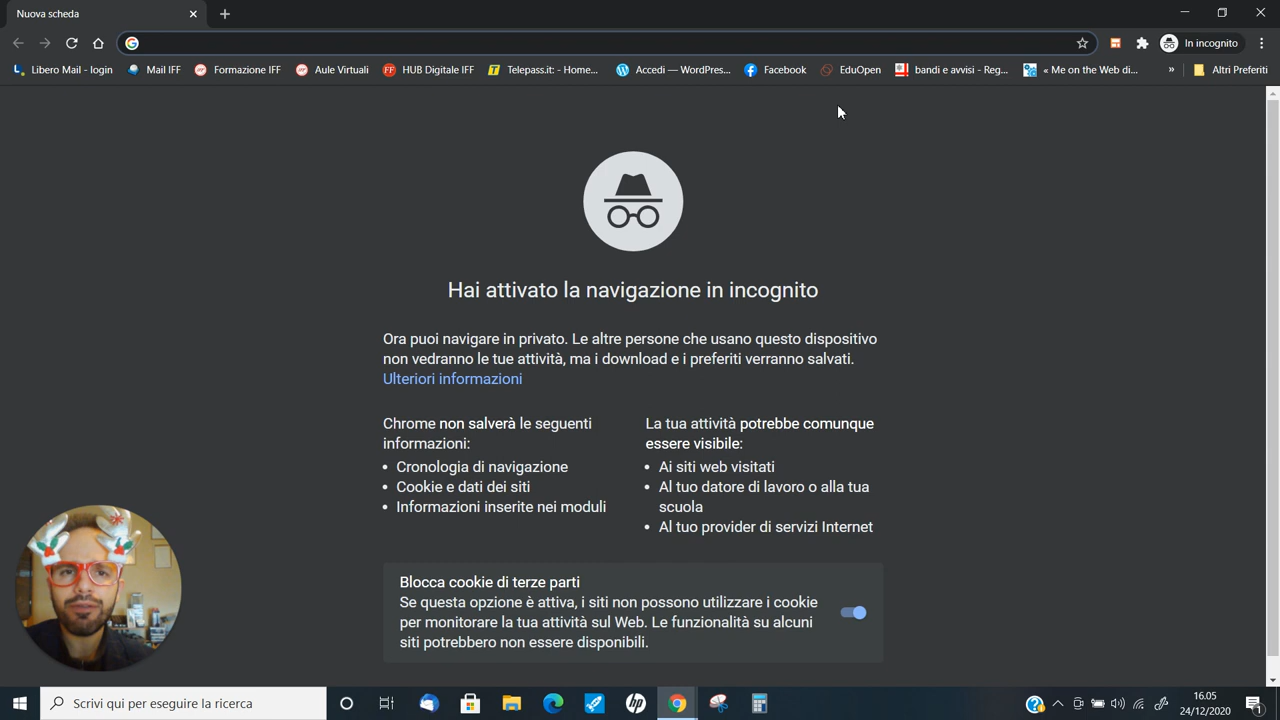 Nuova scheda
In incognito
Libero Mail - login
Mail IFF
Formazione IFF
Aule Virtuali
HUB Digitale IFF
Telepass.it: - Home...
Accedi — WordPres...
Facebook
EduOpen
bandi e avvisi - Reg...
« Me on the Web di...
»
Altri Preferiti
Hai attivato la navigazione in incognito
Ora puoi navigare in privato. Le altre persone che usano questo dispositivo
non vedranno le tue attività, ma i download e i preferiti verranno salvati.
Ulteriori informazioni
Chrome non salverà le seguenti
informazioni:
• Cronologia di navigazione
• Cookie e dati dei siti
• Informazioni inserite nei moduli
La tua attività potrebbe comunque
essere visibile:
• Ai siti web visitati
• Al tuo datore di lavoro o alla tua
scuola
• Al tuo provider di servizi Internet
Blocca cookie di terze parti
Se questa opzione è attiva, i siti non possono utilizzare i cookie
per monitorare la tua attività sul Web. Le funzionalità su alcuni
siti potrebbero non essere disponibili.
Scrivi qui per eseguire la ricerca
hp
16.05
24/12/2020
1